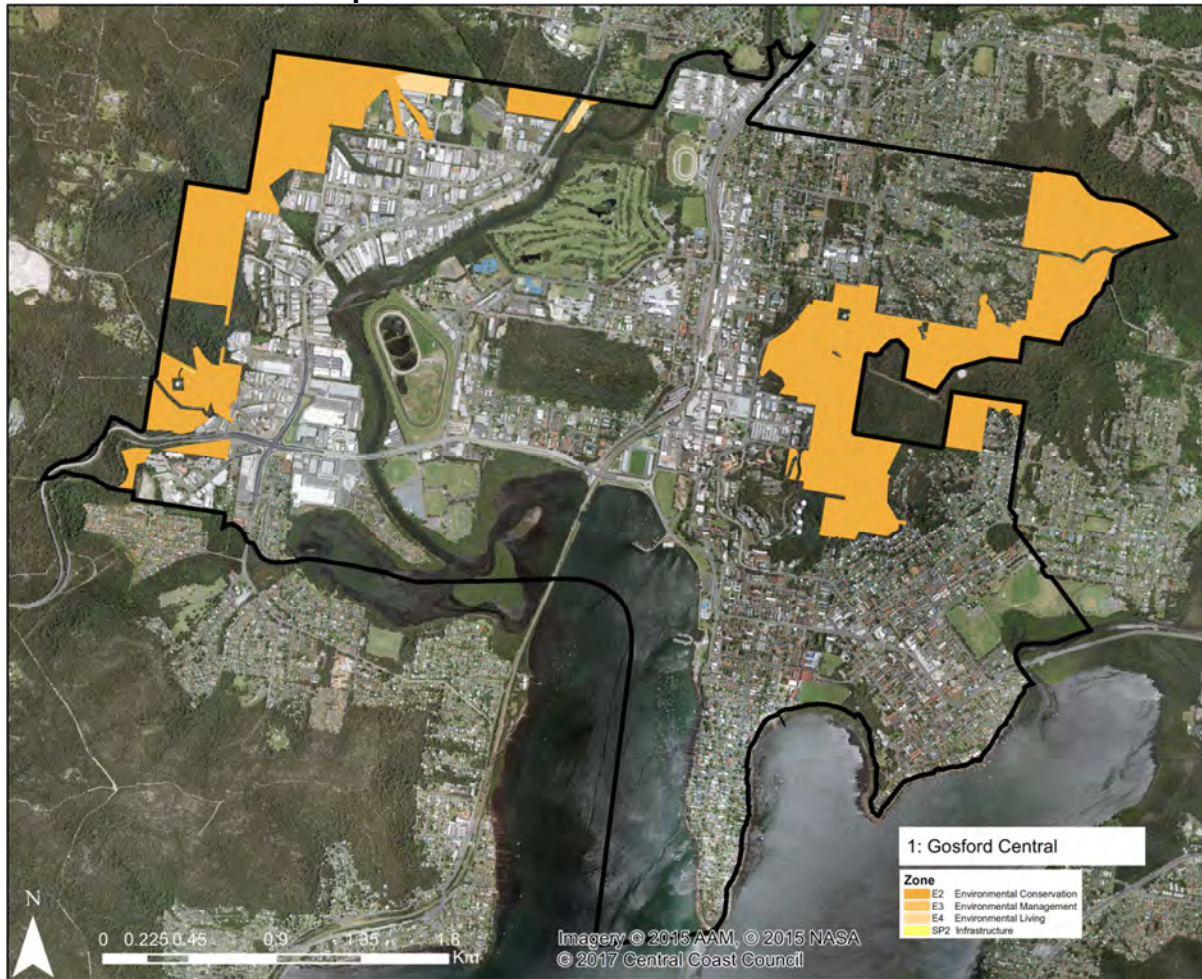 1: Gosford Central
Zone
E2 Environmental Conservation
E3 Environmental Management
E4 Environmental Living
SP2 Infrastructure
N
0 0.225 0.45 0.9 1.35 1.8
Km
Imagery © 2015 AAM, © 2015 NASA
© 2017 Central Coast Council